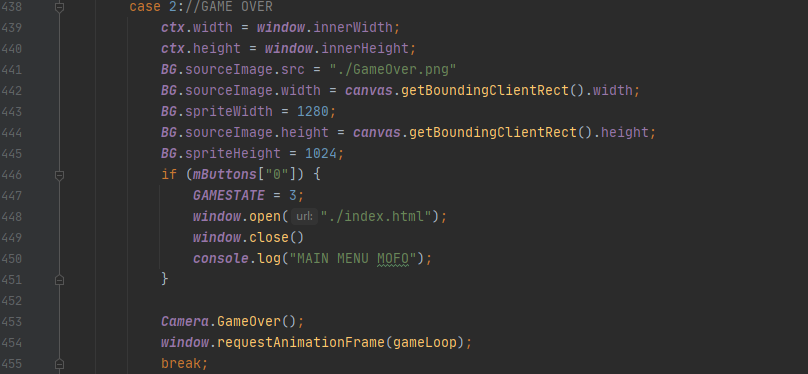 438 case 2://GAME OVER
439 ctx.width = window.innerWidth;
440 ctx.height = window.innerHeight;
441 BG.sourceImage.src = "./GameOver.png"
442 BG.sourceImage.width = canvas.getBoundingClientRect().width;
443 BG.spriteWidth = 1280;
444 BG.sourceImage.height = canvas.getBoundingClientRect().height;
445 BG.spriteHeight = 1024;
446 if (mButtons["0"]) {
447 GAMESTATE = 3;
448 window.open( url: "./index.html");
449 window.close()
450 console.log("MAIN MENU MOFO");
451 }
452
453 Camera.GameOver();
454 window.requestAnimationFrame(gameLoop);
455 break;